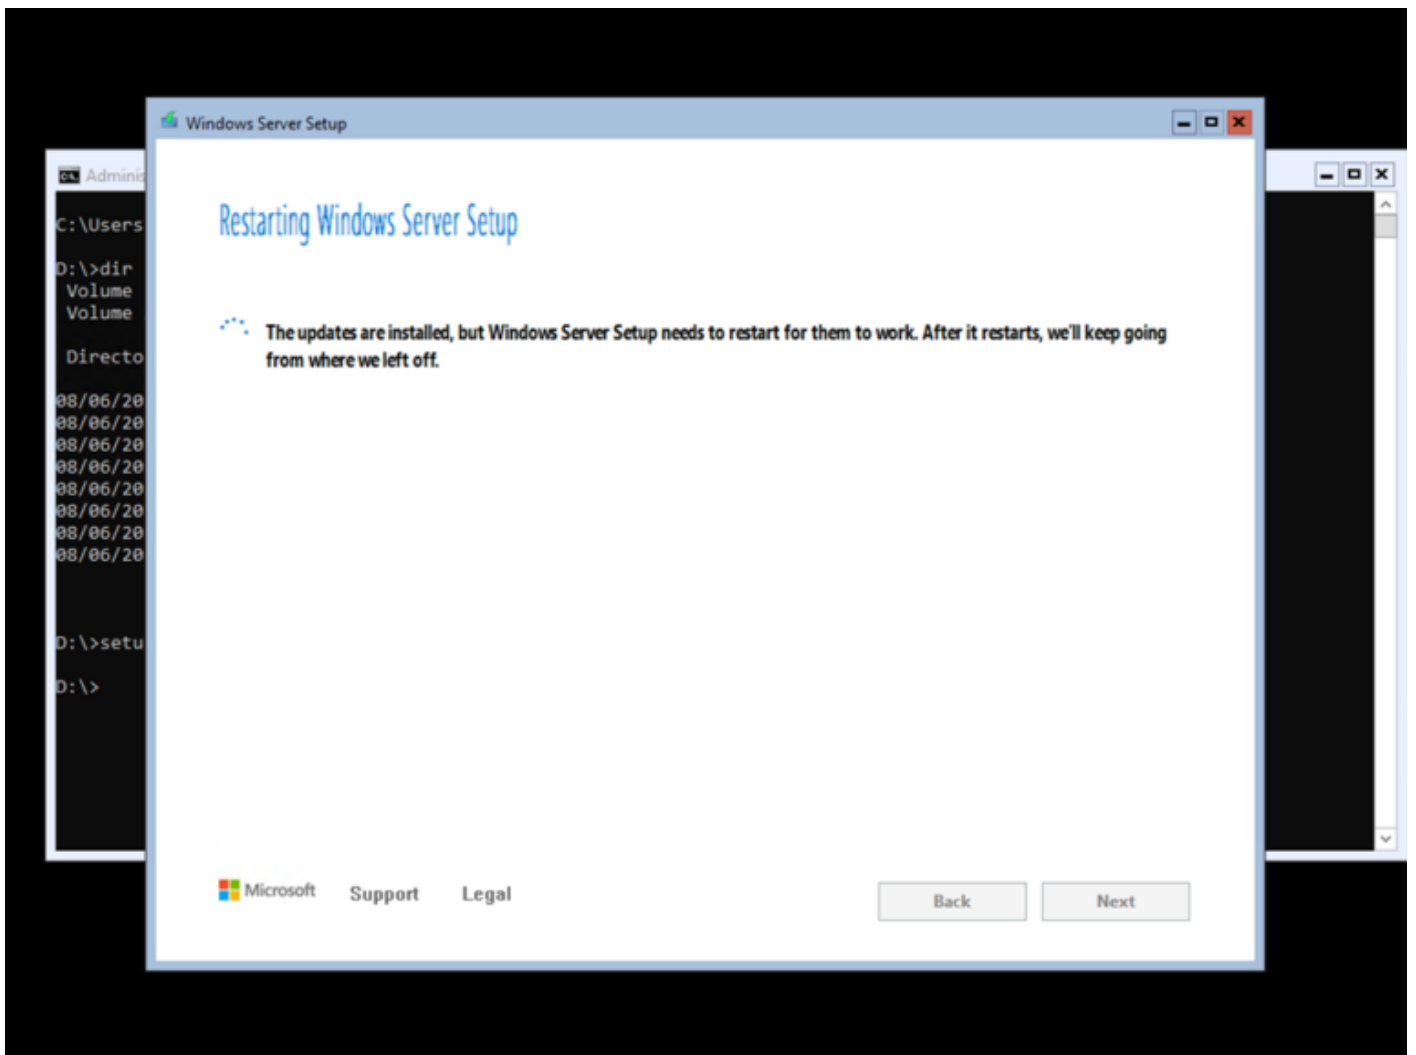 Windows Server Setup
Adminis
C:\Users
D:\>dir
Volume
Volume
Directo
08/06/20
08/06/20
08/06/20
08/06/20
08/06/20
08/06/20
08/06/20
08/06/20
D:\>setu
D:\>
Restarting Windows Server Setup
The updates are installed, but Windows Server Setup needs to restart for them to work. After it restarts, we'll keep going
from where we left off.
Microsoft Support Legal
Back Next